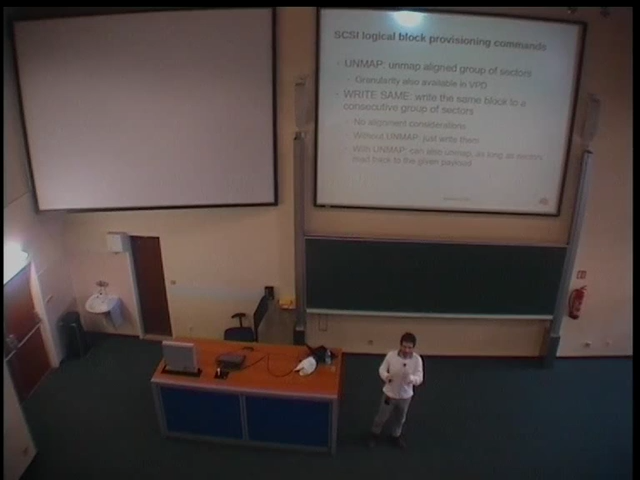 SCSI logical block provisioning commands
- UNMAP: unmap aligned group of sectors
- Granularity also available in VPD
- WRITE SAME: write the same block to a
consecutive group of sectors
- No alignment considerations
- Without UNMAP: just write them
- With UNMAP: can also unmap, as long as sectors
read back to the given payload